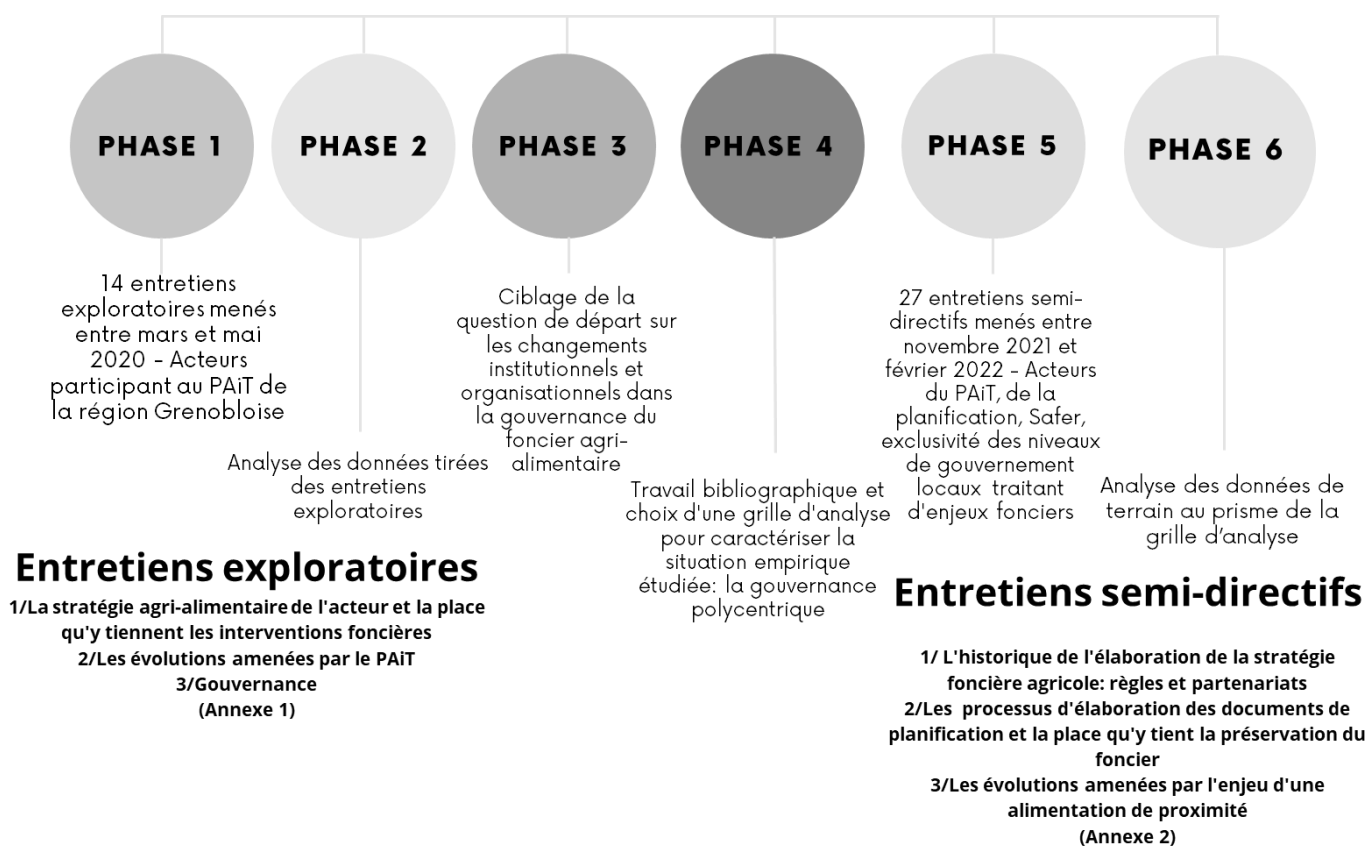 PHASE 1
PHASE 2
PHASE 3
PHASE 4
PHASE 5
PHASE 6
14 entretiens
exploratoires menés
entre mars et mai
2020 - Acteurs
participant au PAiT de
la région Grenobloise
Analyse des données tirées
des entretiens
exploratoires
Ciblage de la
question de départ sur
les changements
institutionnels et
organisationnels dans
la gouvernance du
foncier agri-
alimentaire
Travail bibliographique et
choix d'une grille d'analyse
pour caractériser la
situation empirique
étudiée: la gouvernance
polycentrique
27 entretiens semi-
directifs menés entre
novembre 2021 et
février 2022 - Acteurs
du PAiT, de la
planification, Safer,
exclusivité des niveaux
de gouvernement
locaux traitant
d'enjeux fonciers
Analyse des données de
terrain au prisme de la
grille d’analyse
Entretiens exploratoires
1/La stratégie agri-alimentaire de l'acteur et la place
qu'y tiennent les interventions foncières
2/Les évolutions amenées par le PAiT
3/Gouvernance
(Annexe 1)
Entretiens semi-directifs
1/ L'historique de l'élaboration de la stratégie
foncière agricole: règles et partenariats
2/Les processus d'élaboration des documents de
planification et la place qu'y tient la préservation du
foncier
3/Les évolutions amenées par l'enjeu d'une
alimentation de proximité
(Annexe 2)